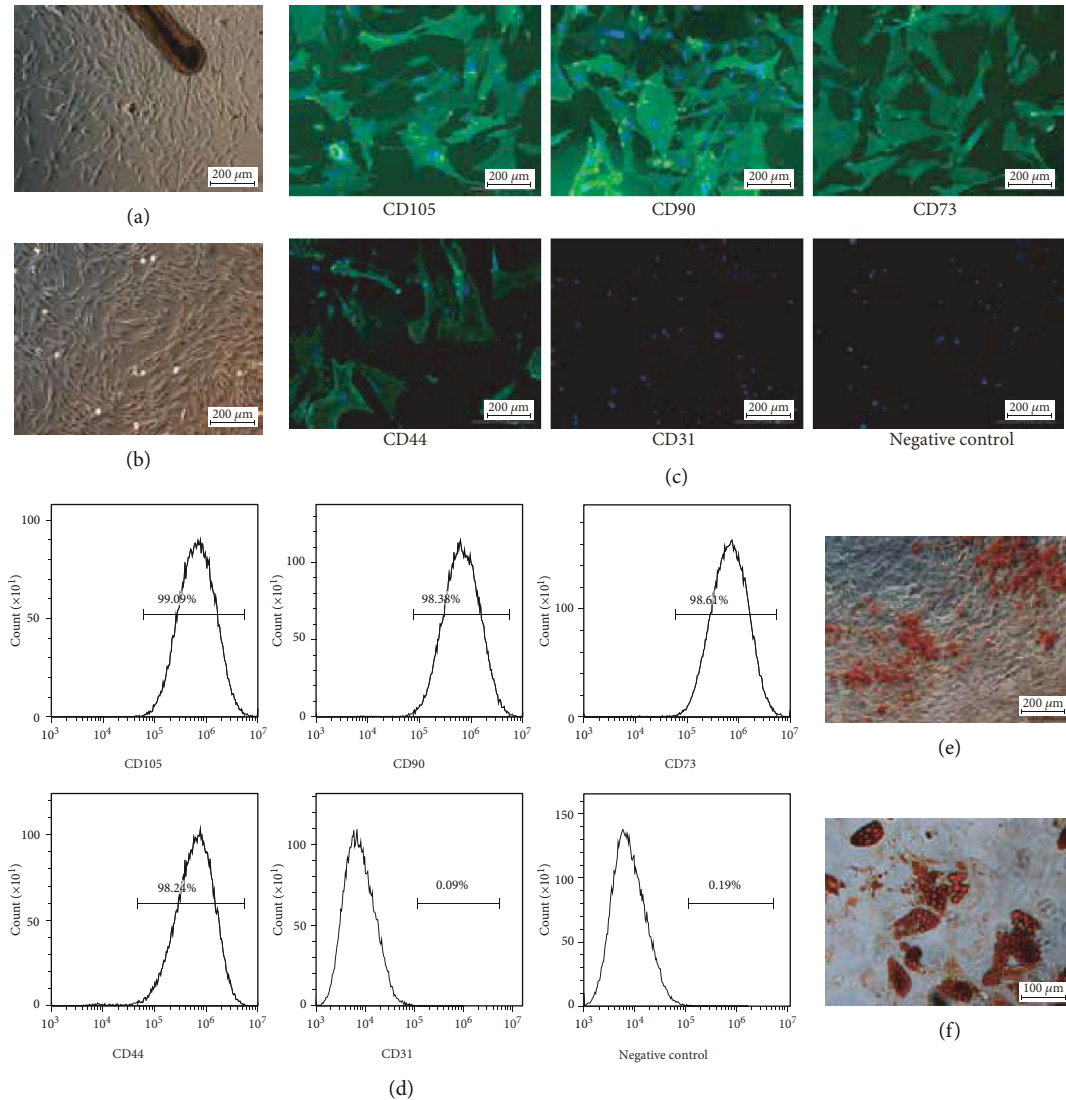 200 μm
(a)
200 μm
200 μm
200 μm
CD105
CD90
CD73
200 μm
(b)
200 μm
200 μm
200 μm
CD44
CD31
Negative control
(c)
Count (×10¹)
100
50
0
99.09%
10³ 10⁴ 10⁵ 10⁶ 10⁷
CD105
Count (×10¹)
100
50
0
98.38%
10³ 10⁴ 10⁵ 10⁶ 10⁷
CD90
Count (×10¹)
100
0
98.61%
10³ 10⁴ 10⁵ 10⁶ 10⁷
CD73
200 μm
(e)
Count (×10¹)
100
50
0
98.24%
10³ 10⁴ 10⁵ 10⁶ 10⁷
CD44
Count (×10¹)
100
50
0
0.09%
10³ 10⁴ 10⁵ 10⁶ 10⁷
CD31
Count (×10¹)
150
100
50
0
0.19%
10³ 10⁴ 10⁵ 10⁶ 10⁷
Negative control
(d)
100 μm
(f)